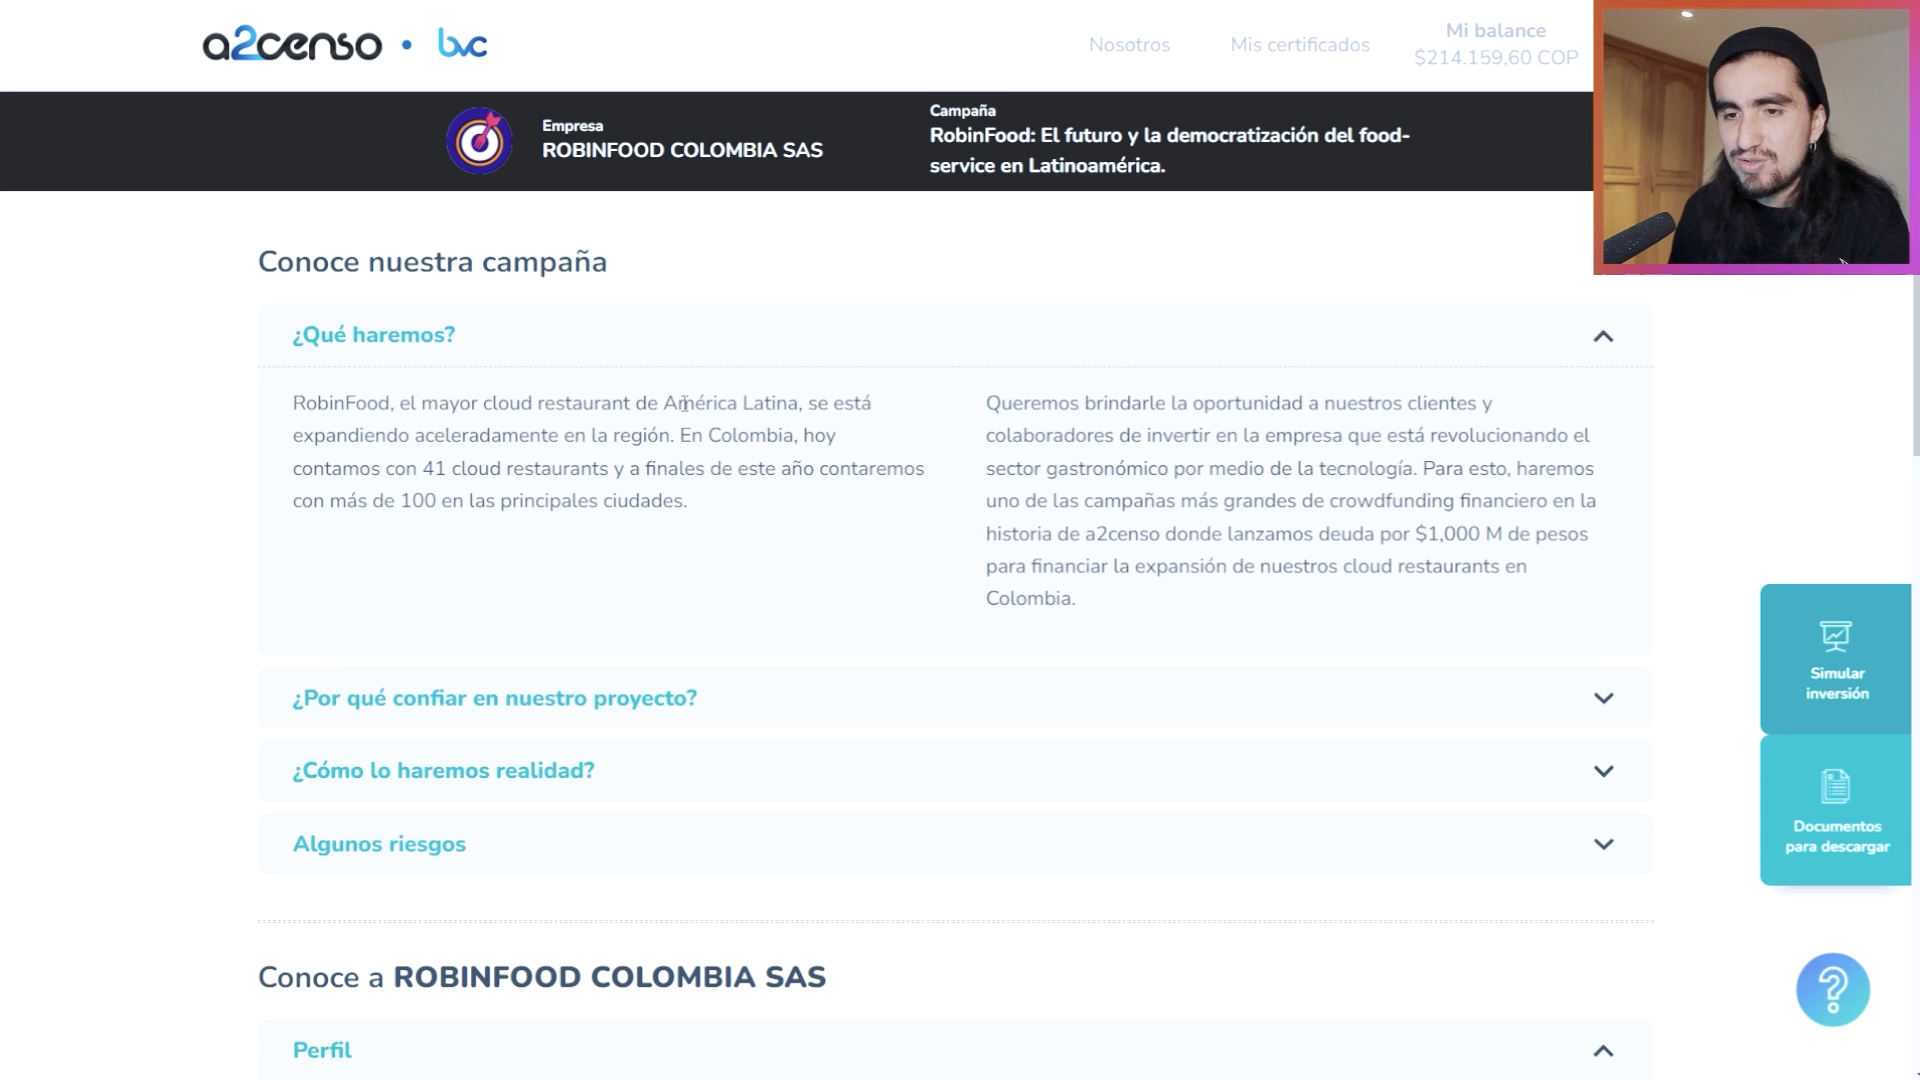 a2censo • bvc
Nosotros
Mis certificados
Mi balance
$214.159,60 COP
Empresa
ROBINFOOD COLOMBIA SAS
Campaña
RobinFood: El futuro y la democratización del food-
service en Latinoamérica.
Conoce nuestra campaña
¿Qué haremos?
RobinFood, el mayor cloud restaurant de América Latina, se está
expandiendo aceleradamente en la región. En Colombia, hoy
contamos con 41 cloud restaurants y a finales de este año contaremos
con más de 100 en las principales ciudades.
Queremos brindarle la oportunidad a nuestros clientes y
colaboradores de invertir en la empresa que está revolucionando el
sector gastronómico por medio de la tecnología. Para esto, haremos
uno de las campañas más grandes de crowdfunding financiero en la
historia de a2censo donde lanzamos deuda por $1,000 M de pesos
para financiar la expansión de nuestros cloud restaurants en
Colombia.
¿Por qué confiar en nuestro proyecto?
¿Cómo lo haremos realidad?
Algunos riesgos
Simular
inversión
Documentos
para descargar
Conoce a ROBINFOOD COLOMBIA SAS
Perfil